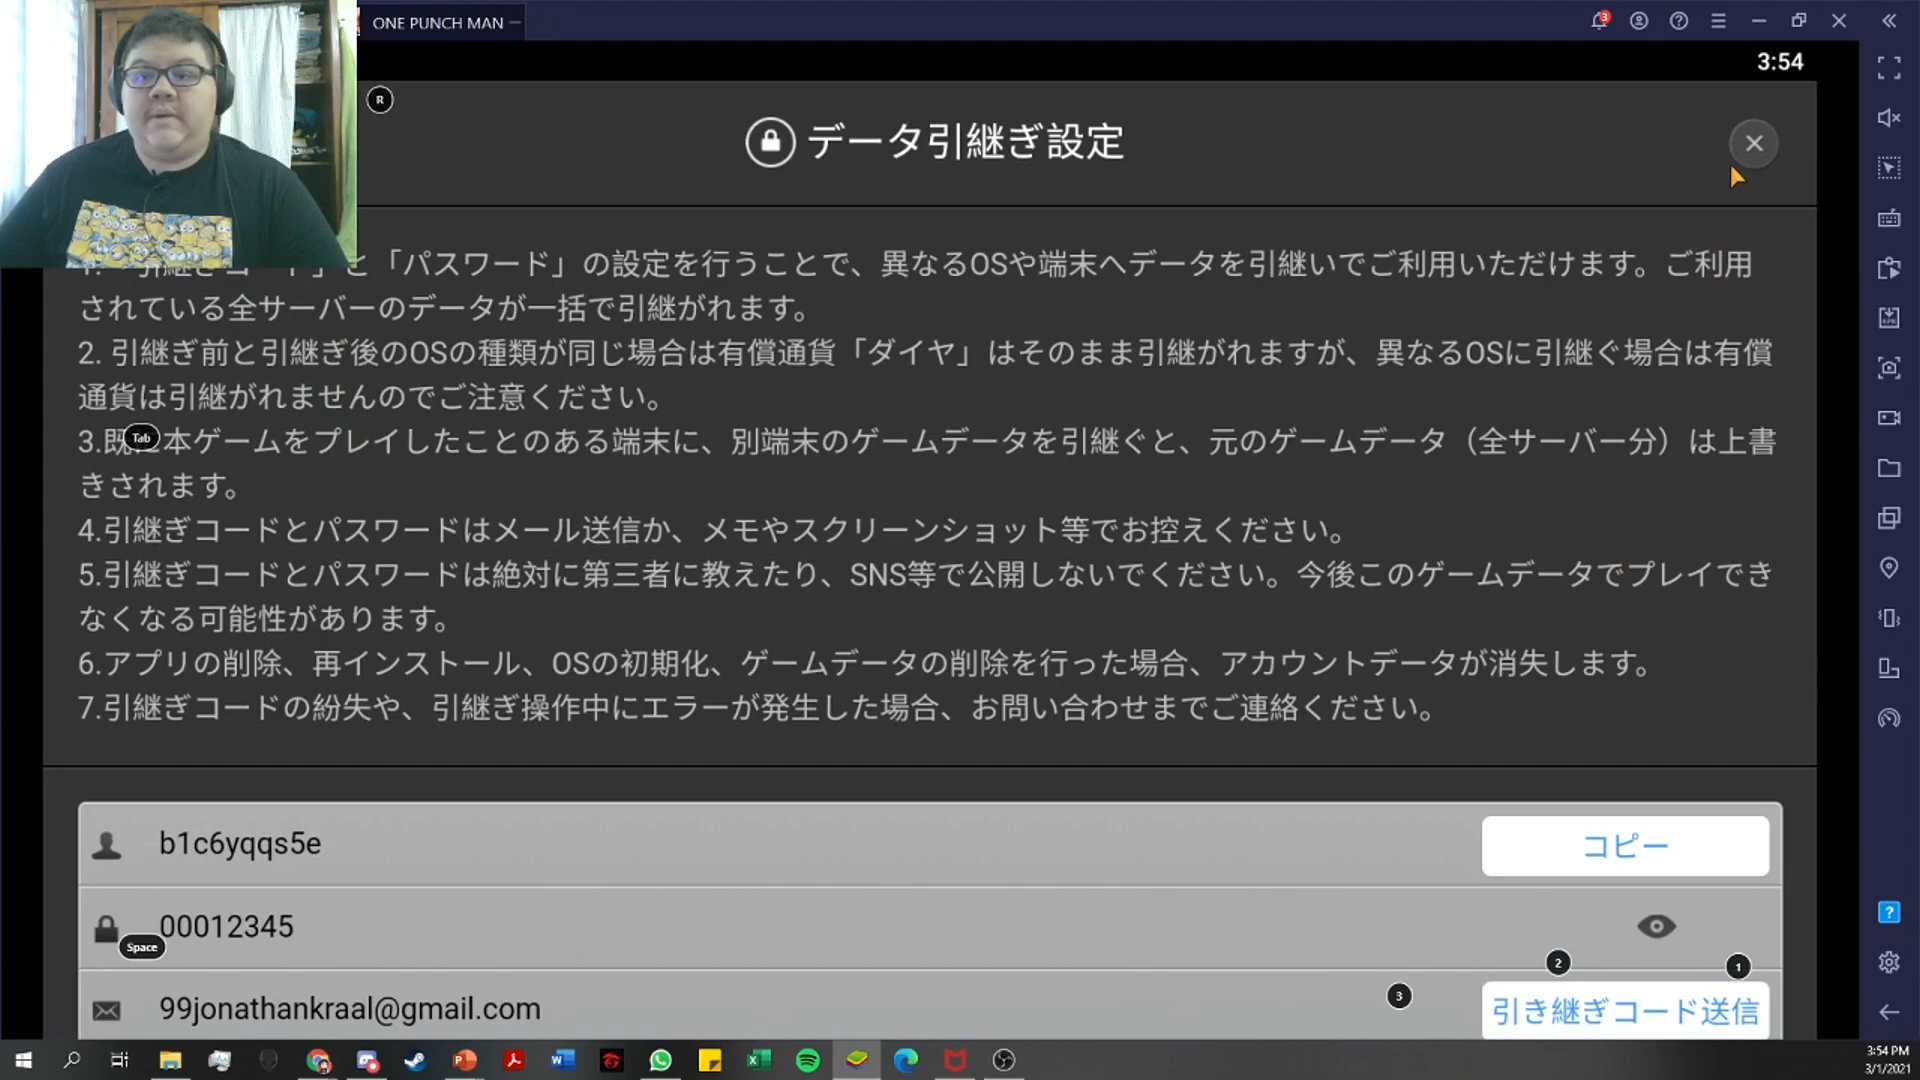 ONE PUNCH MAN
3
3:54
R
データ引継ぎ設定
1. 「引継ぎコード」と「パスワード」の設定を行うことで、異なるOSや端末へデータを引継いでご利用いただけます。ご利用
されている全サーバーのデータが一括で引継がれます。
2. 引継ぎ前と引継ぎ後のOSの種類が同じ場合は有償通貨「ダイヤ」はそのまま引継がれますが、異なるOSに引継ぐ場合は有償
通貨は引継がれませんのでご注意ください。
3.既に本ゲームをプレイしたことのある端末に、別端末のゲームデータを引継ぐと、元のゲームデータ（全サーバー分）は上書
Tab
きされます。
4.引継ぎコードとパスワードはメール送信か、メモやスクリーンショット等でお控えください。
5.引継ぎコードとパスワードは絶対に第三者に教えたり、SNS等で公開しないでください。今後このゲームデータでプレイでき
なくなる可能性があります。
6.アプリの削除、再インストール、OSの初期化、ゲームデータの削除を行った場合、アカウントデータが消失します。
7.引継ぎコードの紛失や、引継ぎ操作中にエラーが発生した場合、お問い合わせまでご連絡ください。
b1c6yqqs5e
コピー
00012345
Space
2
1
3
99jonathankraal@gmail.com
引き継ぎコード送信
3:54 PM
3/1/2021